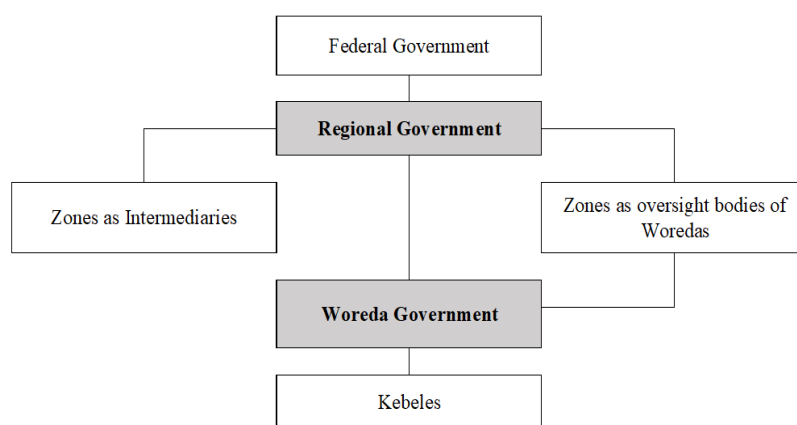 Federal Government
Regional Government
Zones as Intermediaries
Zones as oversight bodies of
Woredas
Woreda Government
Kebeles